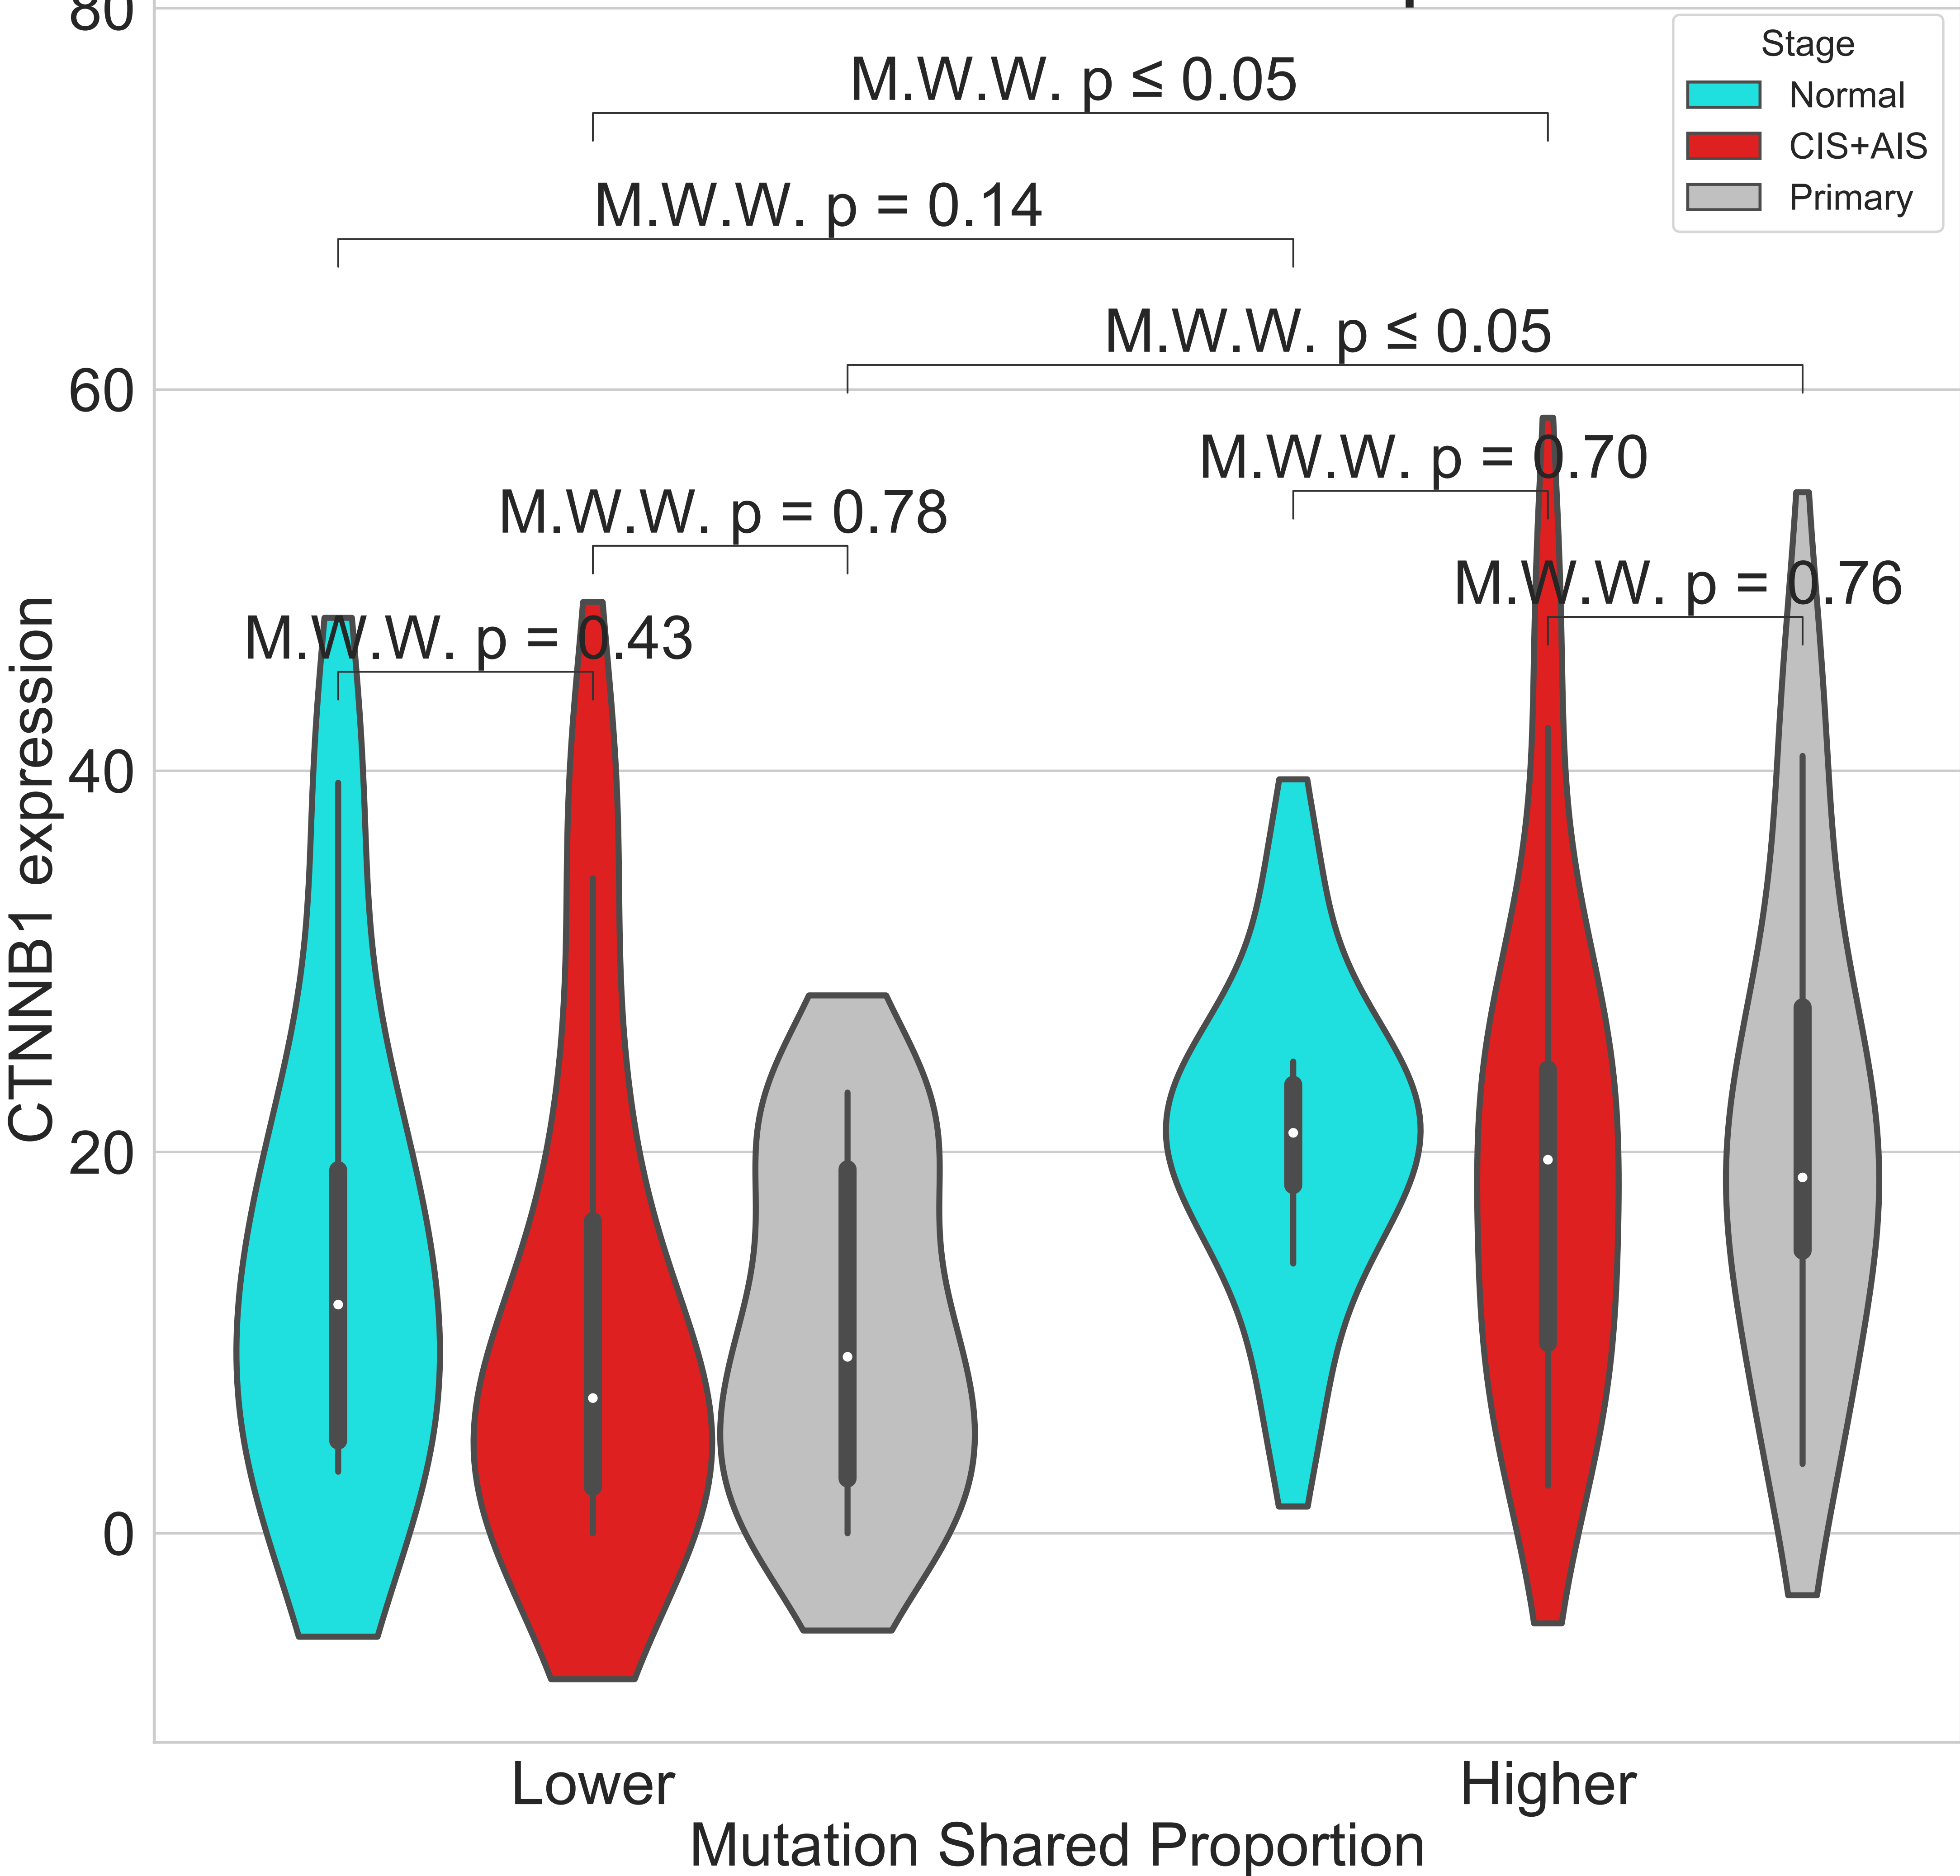 80
Stage
Normal
CIS+AIS
Primary
M.W.W. p ≤ 0.05
M.W.W. p = 0.14
M.W.W. p ≤ 0.05
60
M.W.W. p = 0.70
M.W.W. p = 0.78
M.W.W. p = 0.76
M.W.W. p = 0.43
CTNNB1 expression
40
20
0
Lower
Higher
Mutation Shared Proportion